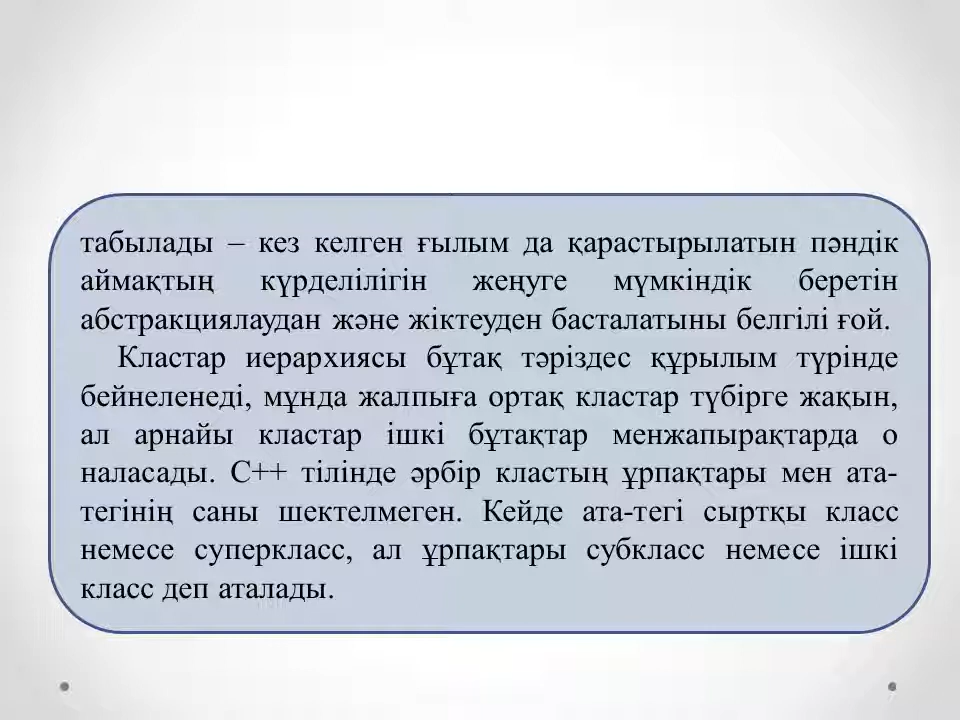 табылады – кез келген ғылым да қарастырылатын пәндік
аймақтың күрделілігін жеңуге мүмкіндік беретін
абстракциялаудан және жіктеуден басталатыны белгілі ғой.
Кластар иерархиясы бұтақ тәріздес құрылым түрінде
бейнеленеді, мұнда жалпыға ортақ кластар түбірге жақын,
ал арнайы кластар ішкі бұтақтар менжапырақтарда о
наласады. С++ тілінде әрбір кластың ұрпақтары мен ата-
тегінің саны шектелмеген. Кейде ата-тегі сыртқы класс
немесе суперкласс, ал ұрпақтары субкласс немесе ішкі
класс деп аталады.